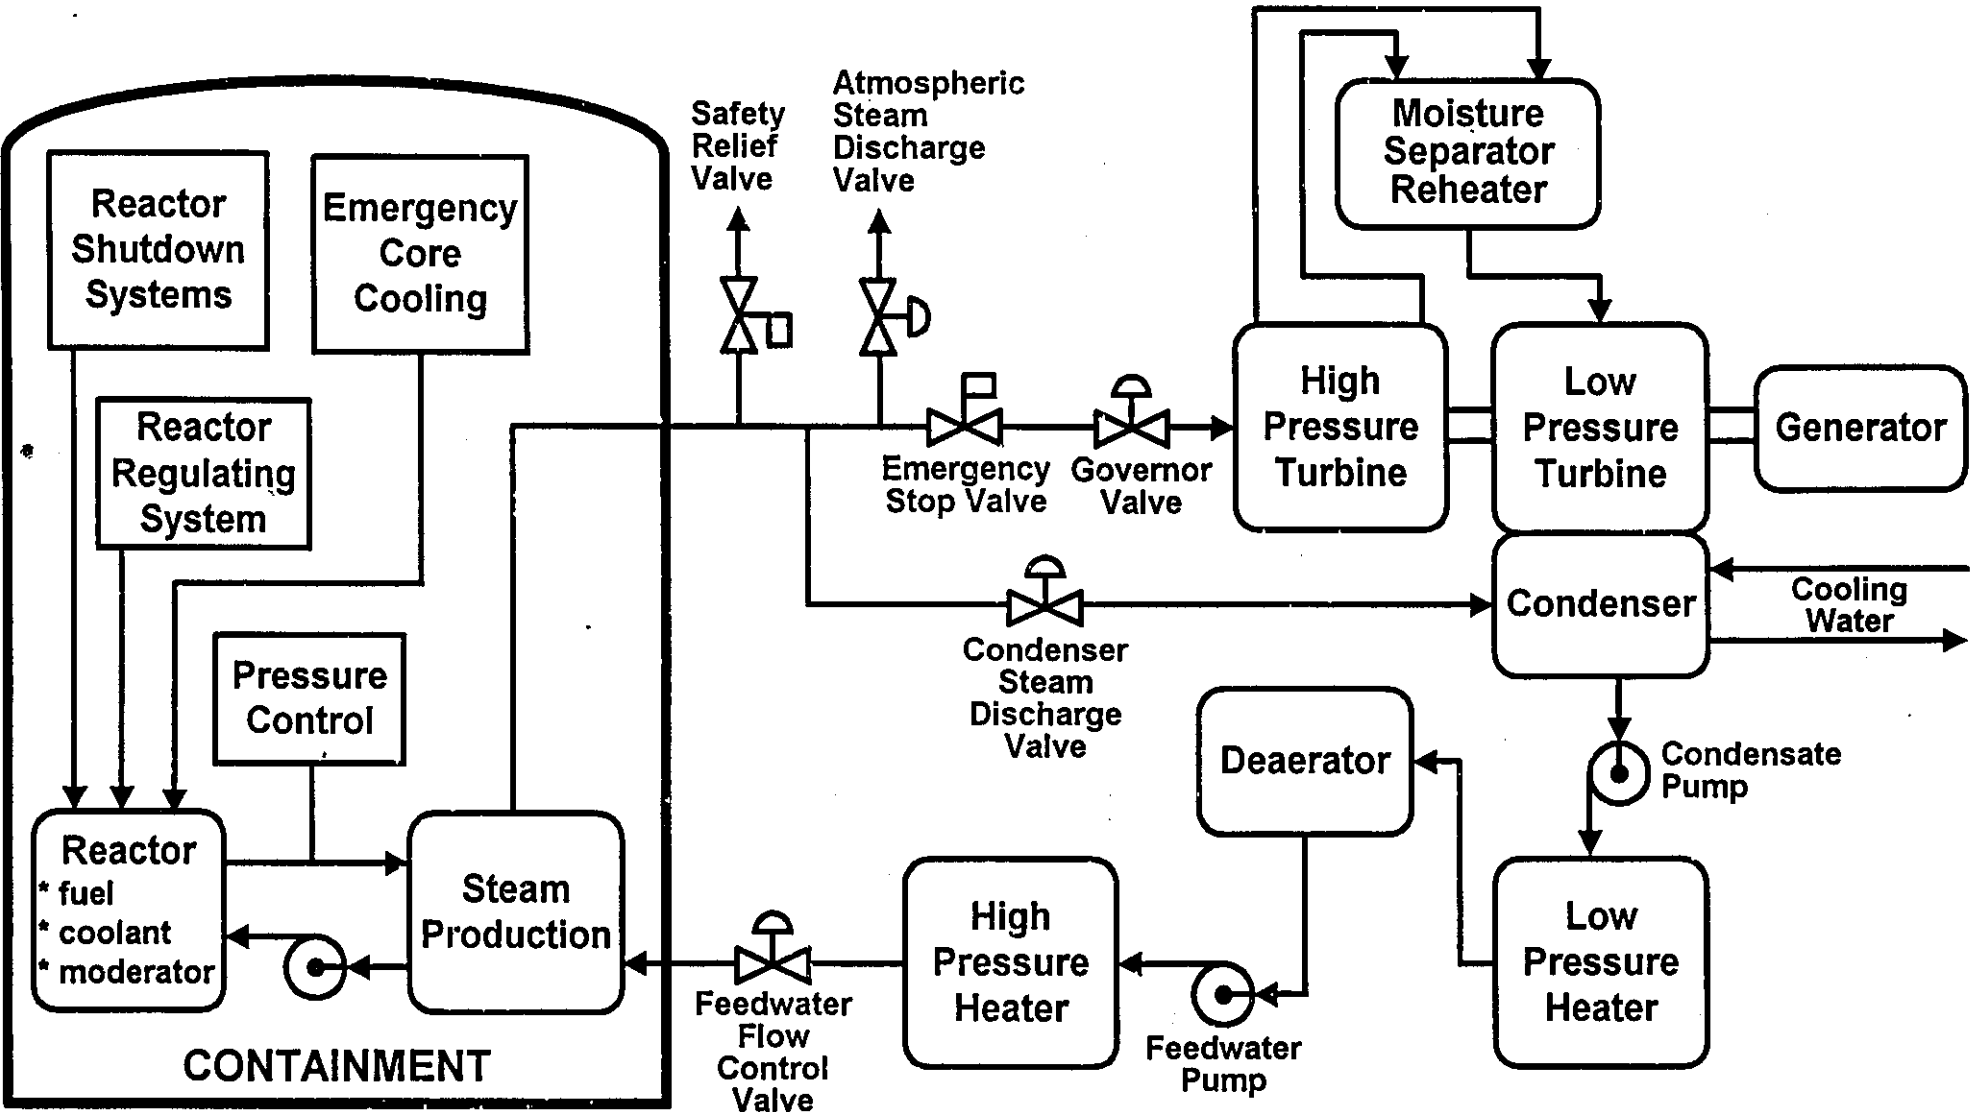 Safety
Relief
Valve
Atmospheric
Steam
Discharge
Valve
Moisture
Separator
Reheater
Reactor
Shutdown
Systems
Emergency
Core
Cooling
Reactor
Regulating
System
Emergency
Stop Valve
Governor
Valve
High
Pressure
Turbine
Low
Pressure
Turbine
Generator
Condenser
Cooling
Water
Pressure
Control
Condenser
Steam
Discharge
Valve
Deaerator
Condensate
Pump
Reactor
* fuel
* coolant
* moderator
Steam
Production
High
Pressure
Heater
Low
Pressure
Heater
Feedwater
Flow
Control
Valve
Feedwater
Pump
CONTAINMENT